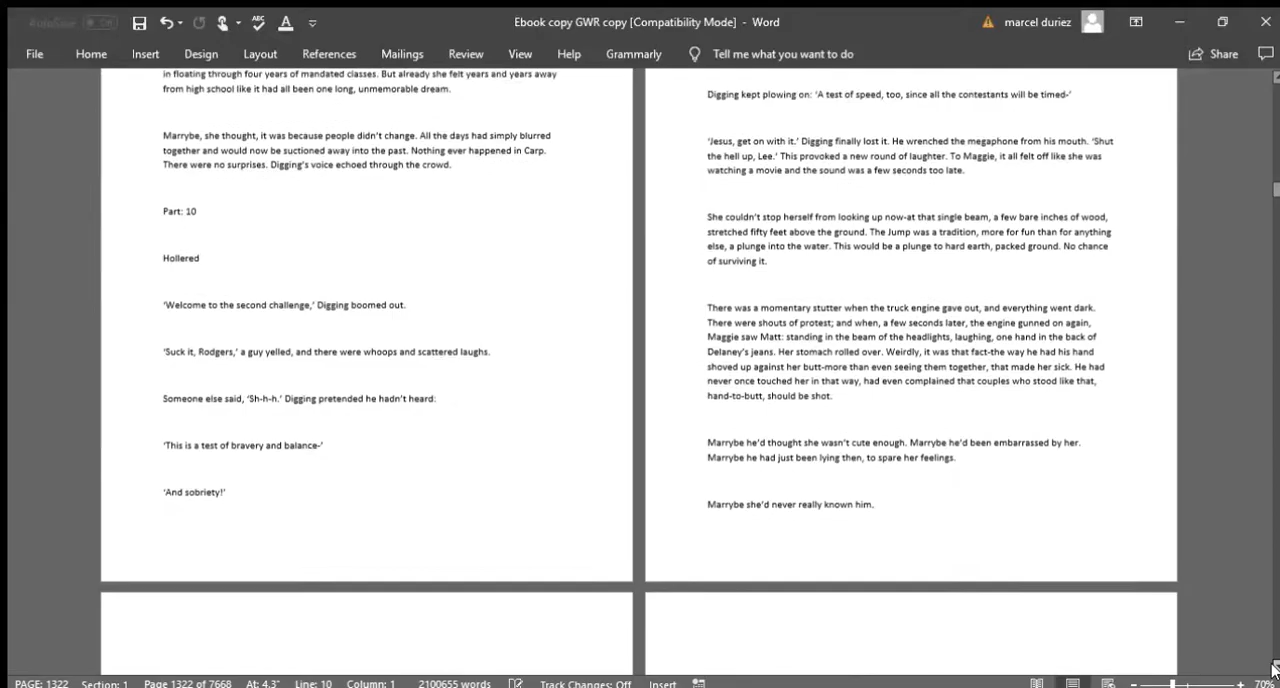 Ebook copy GWR copy [Compatibility Mode] - Word
marcel duriez
File Home Insert Design Layout References Mailings Review View Help Grammarly Tell me what you want to do Share
in floating through four years of mandated classes. But already she felt years and years away
from high school like it had all been one long, unmemorable dream.
Marrybe, she thought, it was because people didn't change. All the days had simply blurred
together and would now be suctioned away into the past. Nothing ever happened in Carp.
There were no surprises. Digging's voice echoed through the crowd.
Part: 10
Hollered
'Welcome to the second challenge,' Digging boomed out.
'Suck it, Rodgers,' a guy yelled, and there were whoops and scattered laughs.
Someone else said, 'Sh-h-h.' Digging pretended he hadn't heard:
'This is a test of bravery and balance-'
'And sobriety!'
Digging kept plowing on: 'A test of speed, too, since all the contestants will be timed-'
'Jesus, get on with it.' Digging finally lost it. He wrenched the megaphone from his mouth. 'Shut
the hell up, Lee.' This provoked a new round of laughter. To Maggie, it all felt off like she was
watching a movie and the sound was a few seconds too late.
She couldn't stop herself from looking up now-at that single beam, a few bare inches of wood,
stretched fifty feet above the ground. The Jump was a tradition, more for fun than for anything
else, a plunge into the water. This would be a plunge to hard earth, packed ground. No chance
of surviving it.
There was a momentary stutter when the truck engine gave out, and everything went dark.
There were shouts of protest; and when, a few seconds later, the engine gunned on again,
Maggie saw Matt: standing in the beam of the headlights, laughing, one hand in the back of
Delaney's jeans. Her stomach rolled over. Weirdly, it was that fact-the way he had his hand
shoved up against her butt-more than even seeing them together, that made her sick. He had
never once touched her in that way, had even complained that couples who stood like that,
hand-to-butt, should be shot.
Marrybe he'd thought she wasn't cute enough. Marrybe he'd been embarrassed by her.
Marrybe he had just been lying then, to spare her feelings.
Marrybe she'd never really known him.
PAGE: 1322 Section: 1 Page 1322 of 7668 At: 4.3" Line: 10 Column: 1 2100655 words Track Changes: Off Insert 70%